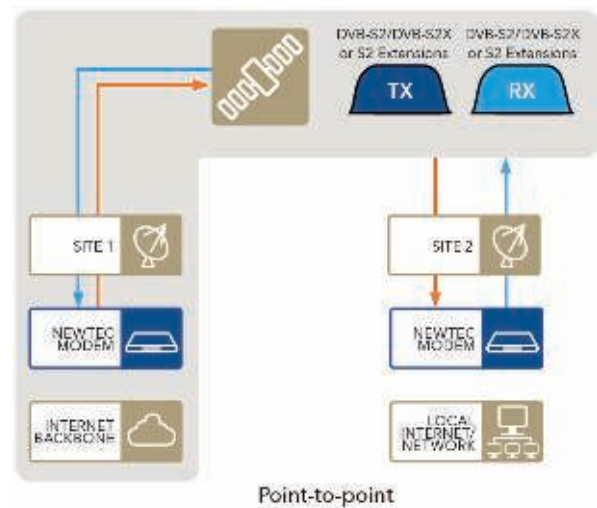 DVB-S2/DVB-S2X DVB-S2/DVB-S2X
or S2 Extensions or S2 Extensions
TX RX
SITE 1 SITE 2
NEWTEC
MODEM
NEWTEC
MODEM
INTERNET
BACKBONE
LOCAL
INTERNET/
NETWORK
Point-to-point